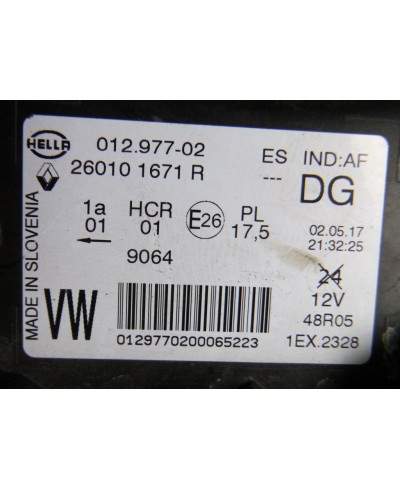 HELLA
012.977-02
ES IND:AF
26010 1671 R
--- DG
1a HCR PL
01 01 E26 17,5
02.05.17
21:32:25
9064
24
12V
48R05
1EX.2328
VW
0129770200065223
MADE IN SLOVENIA